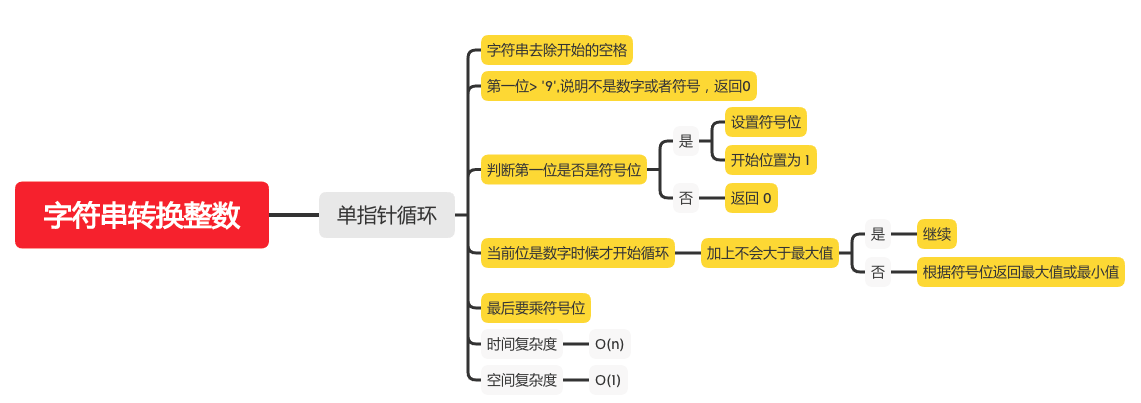 字符串转换整数
单指针循环
字符串去除开始的空格
第一位> '9',说明不是数字或者符号，返回0
判断第一位是否是符号位
是
设置符号位
开始位置为 1
否
返回 0
当前位是数字时候才开始循环
加上不会大于最大值
是
继续
否
根据符号位返回最大值或最小值
最后要乘符号位
时间复杂度
O(n)
空间复杂度
O(1)